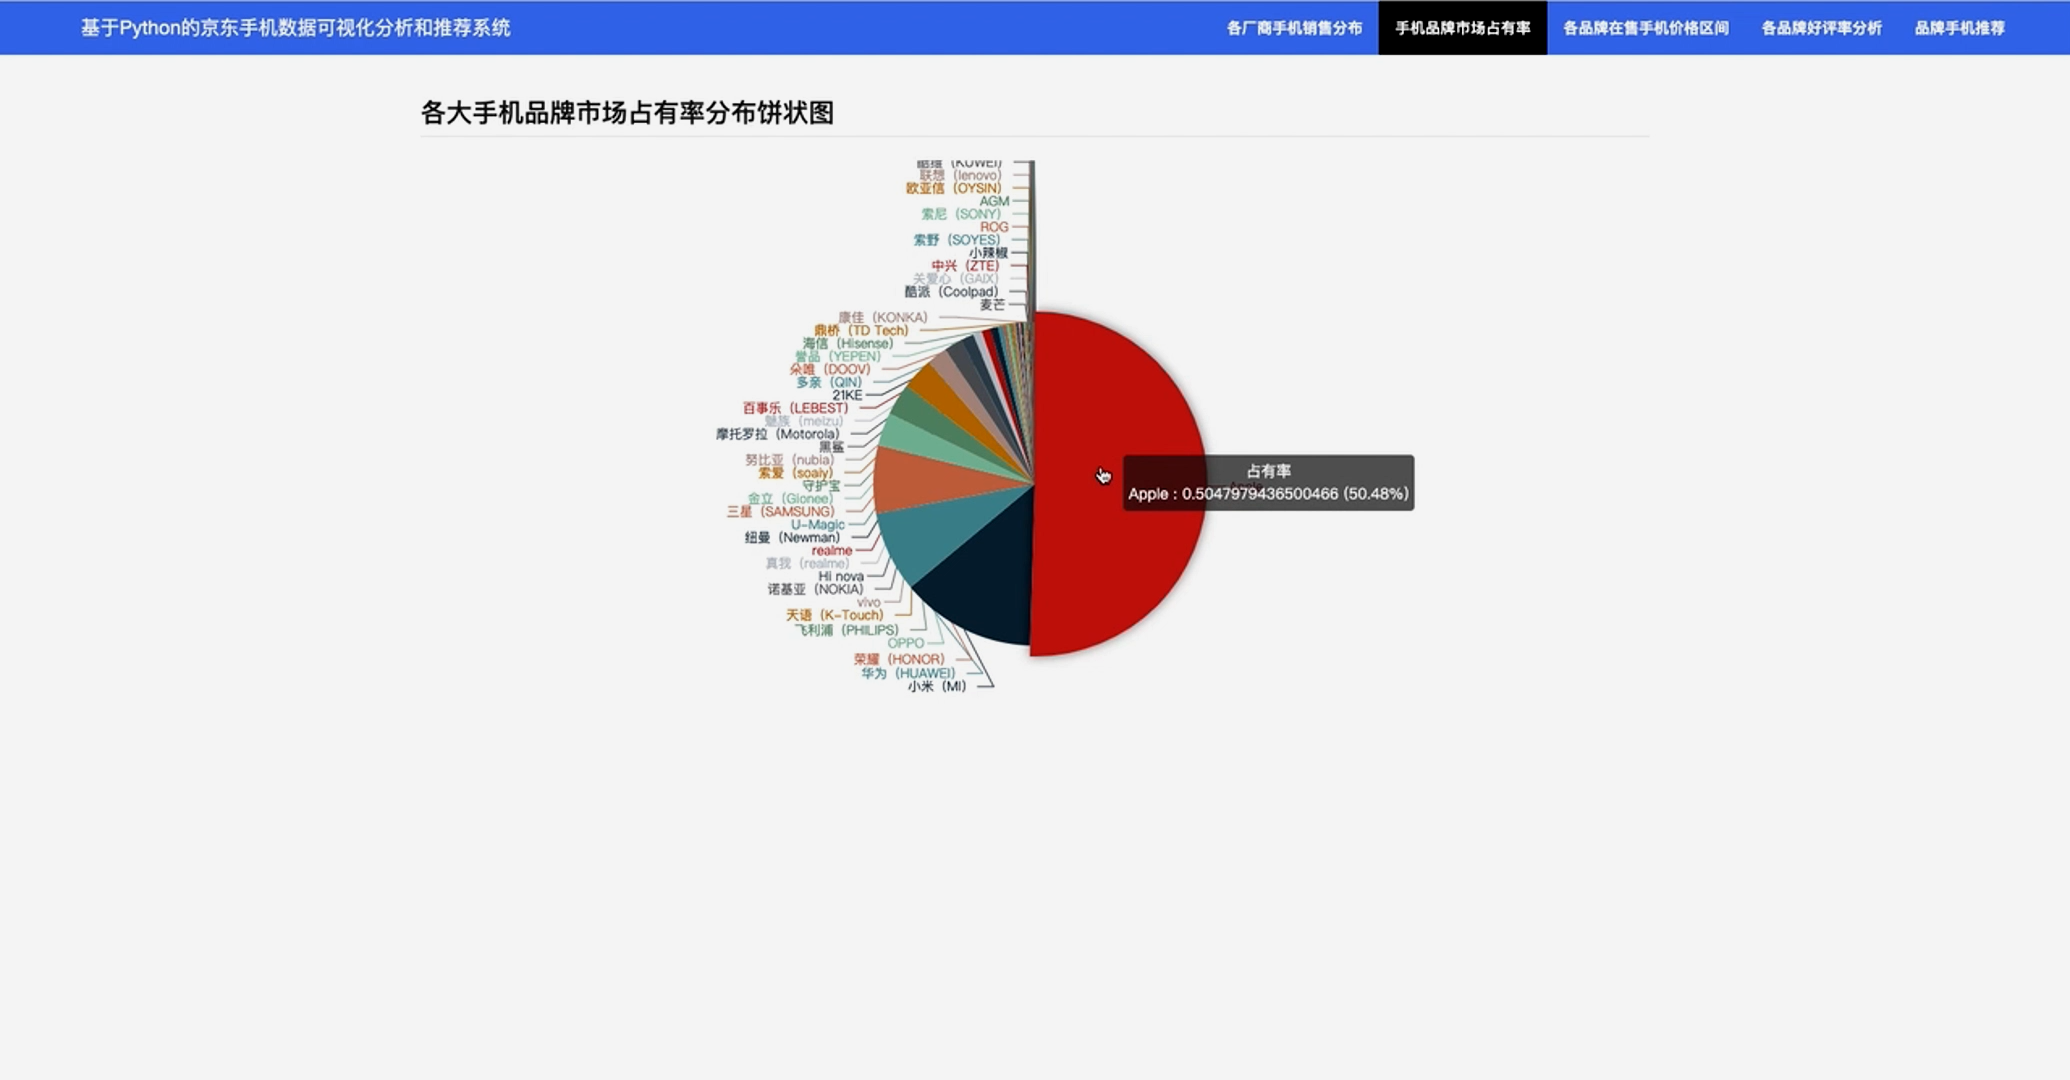 基于Python的京东手机数据可视化分析和推荐系统
各厂商手机销售分布
手机品牌市场占有率
各品牌在售手机价格区间
各品牌好评率分析
品牌手机推荐
各大手机品牌市场占有率分布饼状图
酷维（KUWEI）
联想（lenovo）
欧亚信（OYSIN）
AGM
索尼（SONY）
ROG
索野（SOYES）
小辣椒
中兴（ZTE）
关爱心（GAIX）
酷派（Coolpad）
麦芒
康佳（KONKA）
鼎桥（TD Tech）
海信（Hisense）
誉品（YEPEN）
朵唯（DOOV）
多亲（QIN）
21KE
百事乐（LEBEST）
魅族（meizu）
摩托罗拉（Motorola）
黑鲨
努比亚（nubia）
索爱（soaiy）
守护宝
金立（Gionee）
三星（SAMSUNG）
U-Magic
纽曼（Newman）
realme
真我（realme）
Hi nova
诺基亚（NOKIA）
vivo
天语（K-Touch）
飞利浦（PHILIPS）
OPPO
荣耀（HONOR）
华为（HUAWEI）
小米（MI）
占有率
Apple : 0.5047979436500466 (50.48%)